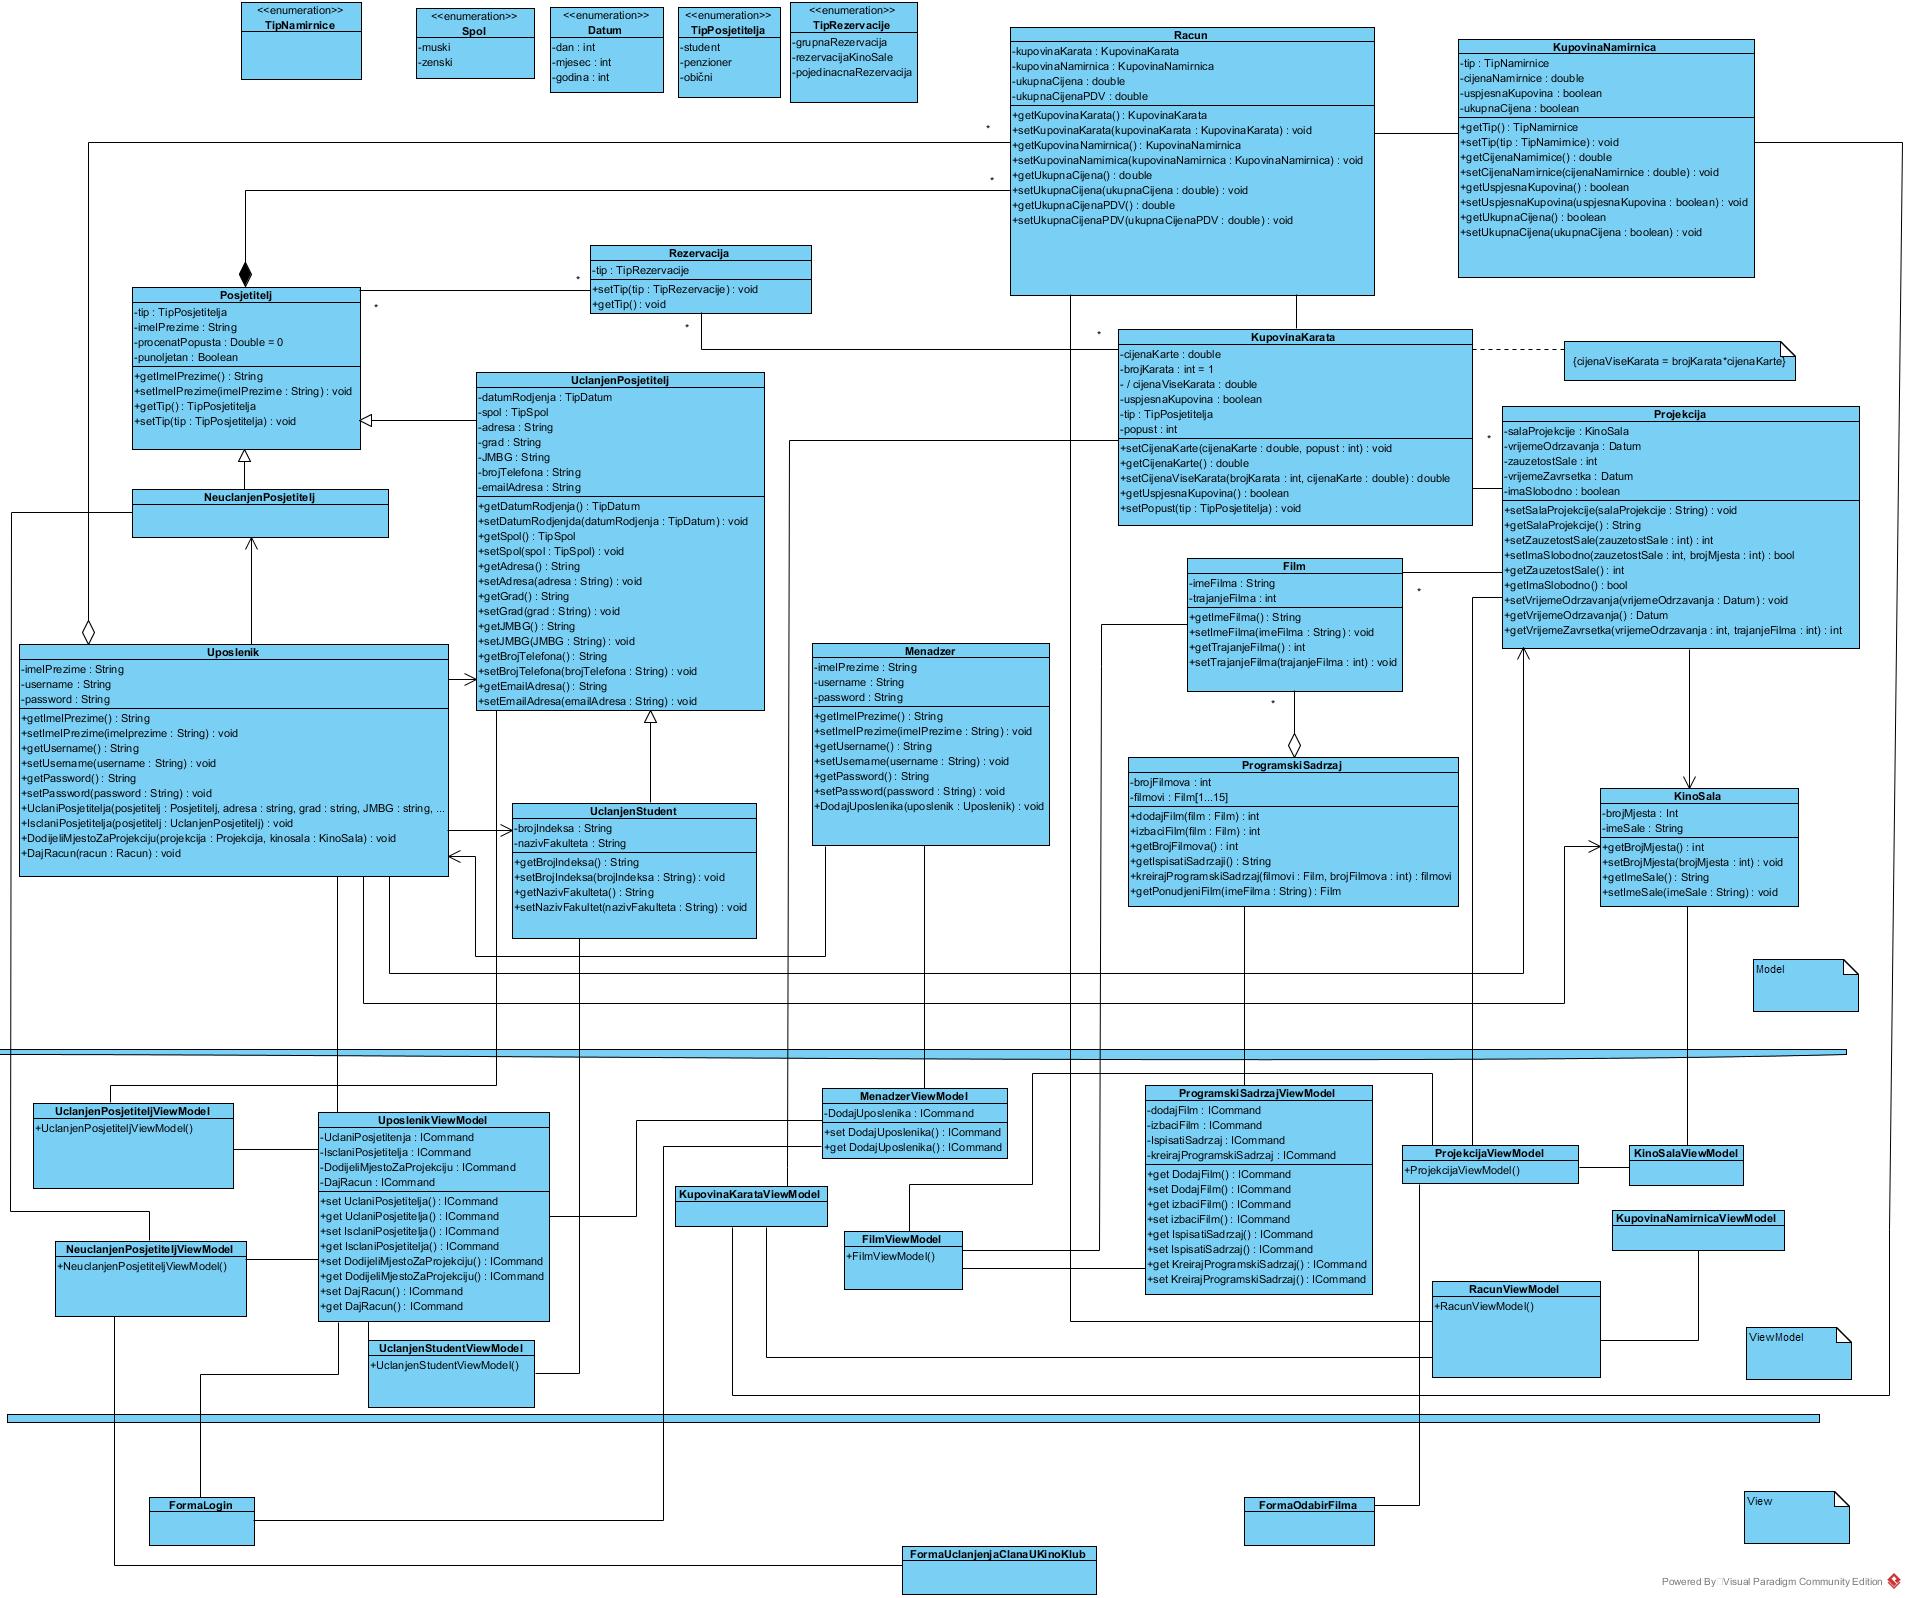 <<enumeration>>
TipNamirnice
<<enumeration>>
Spol
-muski
-zenski
<<enumeration>>
Datum
-dan : int
-mjesec : int
-godina : int
<<enumeration>>
TipPosjetitelja
-student
-penzioner
-obični
<<enumeration>>
TipRezervacije
-grupnaRezervacija
-rezervacijaKinoSale
-pojedinacnaRezervacija
Racun
-kupovinaKarata : KupovinaKarata
-kupovinaNamirnica : KupovinaNamirnica
-ukupnaCijena : double
-ukupnaCijenaPDV : double
+getKupovinaKarata() : KupovinaKarata
+setKupovinaKarata(kupovinaKarata : KupovinaKarata) : void
+getKupovinaNamirnica() : KupovinaNamirnica
+setKupovinaNamirnica(kupovinaNamirnica : KupovinaNamirnica) : void
+getUkupnaCijena() : double
+setUkupnaCijena(ukupnaCijena : double) : void
+getUkupnaCijenaPDV() : double
+setUkupnaCijenaPDV(ukupnaCijenaPDV : double) : void
KupovinaNamirnica
-tip : TipNamirnice
-cijenaNamirnice : double
-uspjesnaKupovina : boolean
-ukupnaCijena : boolean
+getTip() : TipNamirnice
+setTip(tip : TipNamirnice) : void
+getCijenaNamirnice() : double
+setCijenaNamirnice(cijenaNamirnice : double) : void
+getUspjesnaKupovina() : boolean
+setUspjesnaKupovina(uspjesnaKupovina : boolean) : void
+getUkupnaCijena() : boolean
+setUkupnaCijena(ukupnaCijena : boolean) : void
*
*
Rezervacija
-tip : TipRezervacije
+setTip(tip : TipRezervacije) : void
+getTip() : void
*
*
*
*
Posjetitelj
-tip : TipPosjetitelja
-imeIPrezime : String
-procenatPopusta : Double = 0
-punoljetan : Boolean
+getImeIPrezime() : String
+setImeIPrezime(imeIPrezime : String) : void
+getTip() : TipPosjetitelja
+setTip(tip : TipPosjetitelja) : void
KupovinaKarata
-cijenaKarte : double
-brojKarata : int = 1
- / cijenaViseKarata : double
-uspjesnaKupovina : boolean
-tip : TipPosjetitelja
-popust : int
+setCijenaKarte(cijenaKarte : double, popust : int) : void
+getCijenaKarte() : double
+setCijenaViseKarata(brojKarata : int, cijenaKarte : double) : double
+getUspjesnaKupovina() : boolean
+setPopust(tip : TipPosjetitelja) : void
{cijenaViseKarata = brojKarata*cijenaKarte}
UclanjenPosjetitelj
-datumRodjenja : TipDatum
-spol : TipSpol
-adresa : String
-grad : String
-JMBG : String
-brojTelefona : String
-emailAdresa : String
+getDatumRodjenja() : TipDatum
+setDatumRodjenjda(datumRodjenja : TipDatum) : void
+getSpol() : TipSpol
+setSpol(spol : TipSpol) : void
+getAdresa() : String
+setAdresa(adresa : String) : void
+getGrad() : String
+setGrad(grad : String) : void
+getJMBG() : String
+setJMBG(JMBG : String) : void
+getBrojTelefona() : String
+setBrojTelefona(brojTelefona : String) : void
+getEmailAdresa() : String
+setEmailAdresa(emailAdresa : String) : void
*
Projekcija
-salaProjekcije : KinoSala
-vrijemeOdrzavanja : Datum
-zauzetostSale : int
-vrijemeZavrsetka : Datum
-imaSlobodno : boolean
+setSalaProjekcije(salaProjekcije : String) : void
+getSalaProjekcije() : String
+setZauzetostSale(zauzetostSale : int) : int
+setImaSlobodno(zauzetostSale : int, brojMjesta : int) : bool
+getZauzetostSale() : int
+getImaSlobodno() : bool
+setVrijemeOdrzavanja(vrijemeOdrzavanja : Datum) : void
+getVrijemeOdrzavanja() : Datum
+getVrijemeZavrsetka(vrijemeOdrzavanja : int, trajanjeFilma : int) : int
NeuclanjenPosjetitelj
Film
-imeFilma : String
-trajanjeFilma : int
+getImeFilma() : String
+setImeFilma(imeFilma : String) : void
+getTrajanjeFilma() : int
+setTrajanjeFilma(trajanjeFilma : int) : void
*
*
Uposlenik
-imeIPrezime : String
-username : String
-password : String
+getImeIPrezime() : String
+setImeIPrezime(imeIprezime : String) : void
+getUsername() : String
+setUsername(username : String) : void
+getPassword() : String
+setPassword(password : String) : void
+UclaniPosjetitelja(posjetitelj : Posjetitelj, adresa : string, grad : string, JMBG : string, ...
+IsclaniPosjetitelja(posjetitelj : UclanjenPosjetitelj) : void
+DodijeliMjestoZaProjekciju(projekcija : Projekcija, kinosala : KinoSala) : void
+DajRacun(racun : Racun) : void
Menadzer
-imeIPrezime : String
-username : String
-password : String
+getImeIPrezime() : String
+setImeIPrezime(imeIPrezime : String) : void
+getUsername() : String
+setUsername(username : String) : void
+getPassword() : String
+setPassword(password : String) : void
+DodajUposlenika(uposlenik : Uposlenik) : void
ProgramskiSadrzaj
-brojFilmova : int
-filmovi : Film[1...15]
+dodajFilm(film : Film) : int
+izbaciFilm(film : Film) : int
+getBrojFilmova() : int
+getIspisatiSadrzaji() : String
+kreirajProgramskiSadrzaj(filmovi : Film, brojFilmova : int) : filmovi
+getPonudjeniFilm(imeFilma : String) : Film
KinoSala
-brojMjesta : Int
-imeSale : String
+getBrojMjesta() : int
+setBrojMjesta(brojMjesta : int) : void
+getImeSale() : String
+setImeSale(imeSale : String) : void
UclanjenStudent
-brojIndeksa : String
-nazivFakulteta : String
+getBrojIndeksa() : String
+setBrojIndeksa(brojIndeksa : String) : void
+getNazivFakulteta() : String
+setNazivFakultet(nazivFakulteta : String) : void
Model
UclanjenPosjetiteljViewModel
+UclanjenPosjetiteljViewModel()
UposlenikViewModel
-UclaniPosjetitenja : ICommand
-IsclaniPosjetitelja : ICommand
-DodijeliMjestoZaProjekciju : ICommand
-DajRacun : ICommand
+set UclaniPosjetitelja() : ICommand
+get UclaniPosjetitelja() : ICommand
+set IsclaniPosjetitelja() : ICommand
+get IsclaniPosjetitelja() : ICommand
+set DodijeliMjestoZaProjekciju() : ICommand
+get DodijeliMjestoZaProjekciju() : ICommand
+set DajRacun() : ICommand
+get DajRacun() : ICommand
MenadzerViewModel
-DodajUposlenika : ICommand
+set DodajUposlenika() : ICommand
+get DodajUposlenika() : ICommand
ProgramskiSadrzajViewModel
-dodajFilm : ICommand
-izbaciFilm : ICommand
-IspisatiSadrzaj : ICommand
-kreirajProgramskiSadrzaj : ICommand
+get DodajFilm() : ICommand
+set DodajFilm() : ICommand
+get izbaciFilm() : ICommand
+set izbaciFilm() : ICommand
+get IspisatiSadrzaj() : ICommand
+set IspisatiSadrzaj() : ICommand
+get KreirajProgramskiSadrzaj() : ICommand
+set KreirajProgramskiSadrzaj() : ICommand
ProjekcijaViewModel
+ProjekcijaViewModel()
KinoSalaViewModel
KupovinaKarataViewModel
KupovinaNamirnicaViewModel
NeuclanjenPosjetiteljViewModel
+NeuclanjenPosjetiteljViewModel()
FilmViewModel
+FilmViewModel()
RacunViewModel
+RacunViewModel()
UclanjenStudentViewModel
+UclanjenStudentViewModel()
ViewModel
FormaLogin
FormaOdabirFilma
View
FormaUclanjenjaClanaUKinoKlub
Powered By Visual Paradigm Community Edition